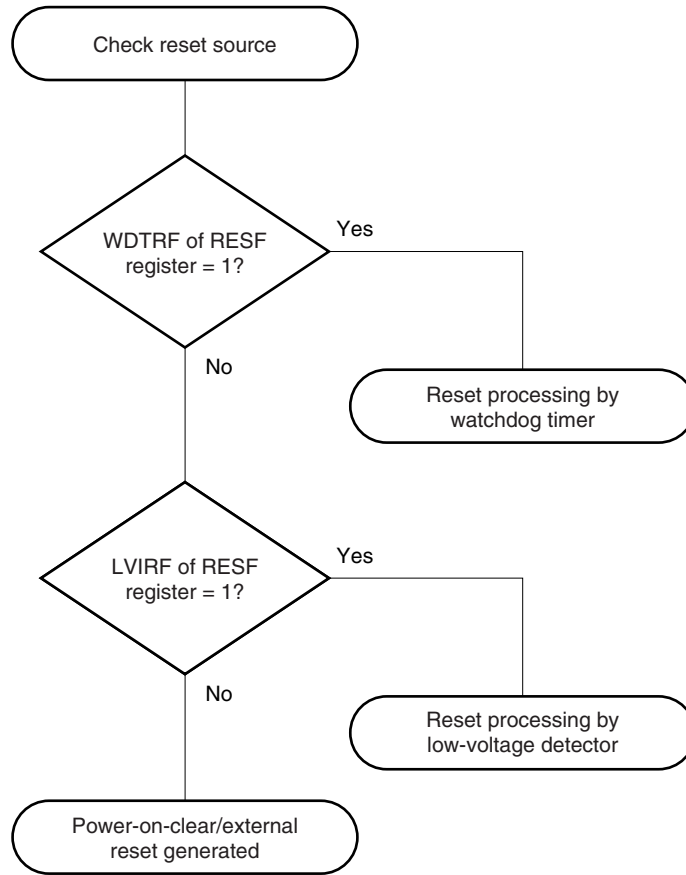 Check reset source
WDTRF of RESF
register = 1?
Yes
No
Reset processing by
watchdog timer
LVIRF of RESF
register = 1?
Yes
No
Reset processing by
low-voltage detector
Power-on-clear/external
reset generated